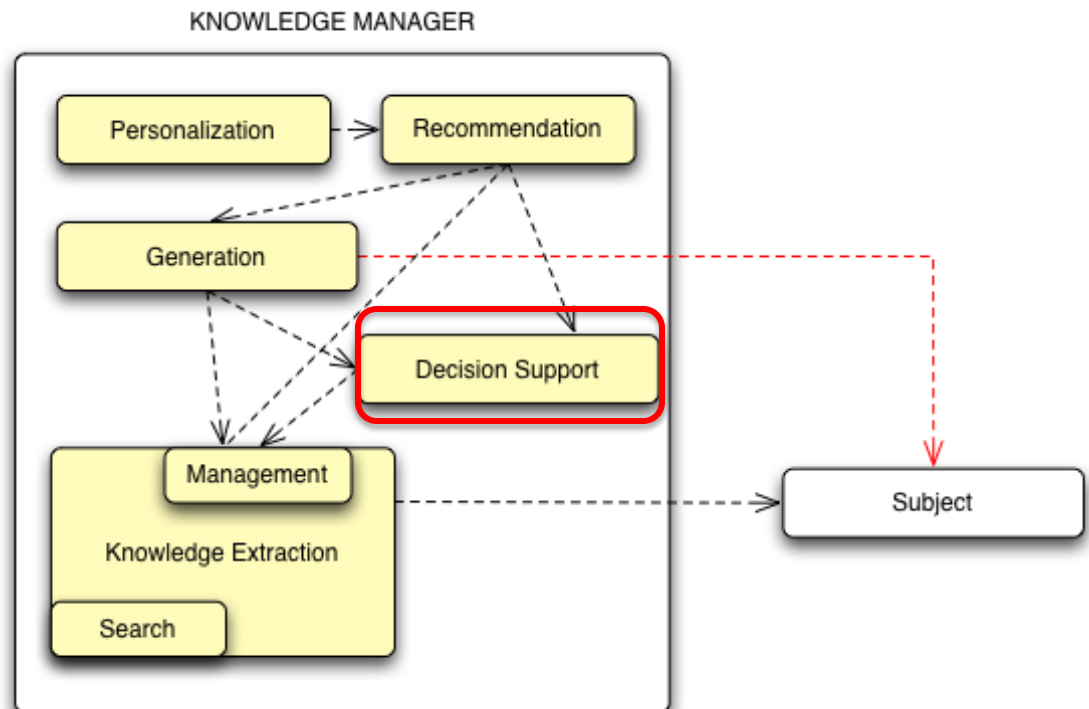 KNOWLEDGE MANAGER
Personalization
Recommendation
Generation
Decision Support
Management
Subject
Knowledge Extraction
Search